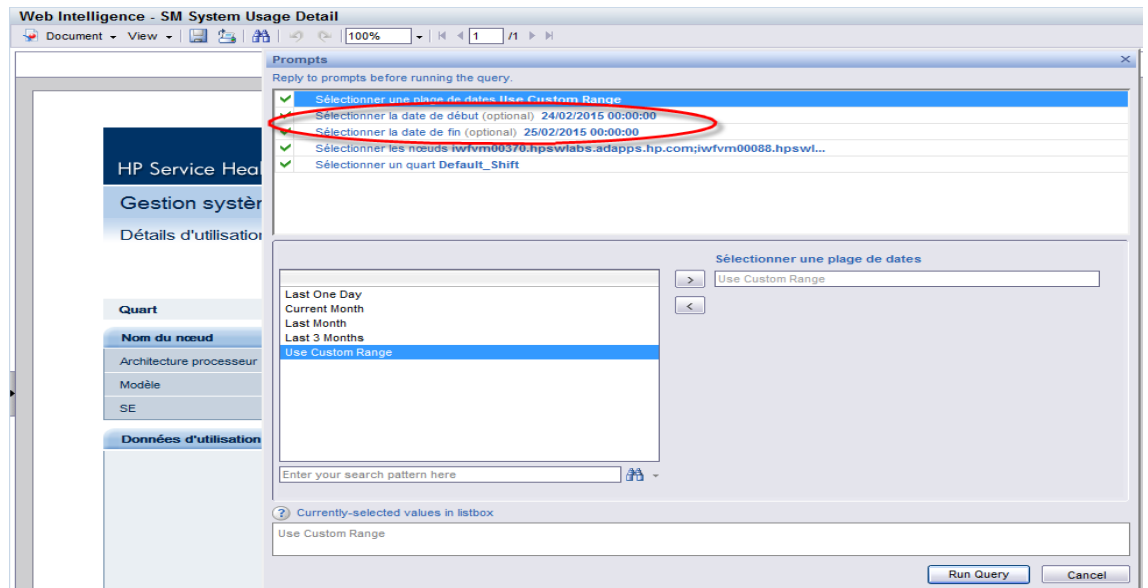 Web Intelligence - SM System Usage Detail
Document View 100% 1 /1
Prompts
Reply to prompts before running the query.
Sélectionner une plage de dates Use Custom Range
Sélectionner la date de début (optional) 24/02/2015 00:00:00
Sélectionner la date de fin (optional) 25/02/2015 00:00:00
Sélectionner les nœuds iwfvm00370.hpswlabs.adapps.hp.com;iwfvm00088.hpswl...
Sélectionner un quart Default_Shift
HP Service Heal
Gestion systèr
Détails d'utilisation
Quart
Nom du nœud
Architecture processeur
Modèle
SE
Données d'utilisation
Sélectionner une plage de dates
> Use Custom Range
<
Last One Day
Current Month
Last Month
Last 3 Months
Use Custom Range
Enter your search pattern here
? Currently-selected values in listbox
Use Custom Range
Run Query Cancel